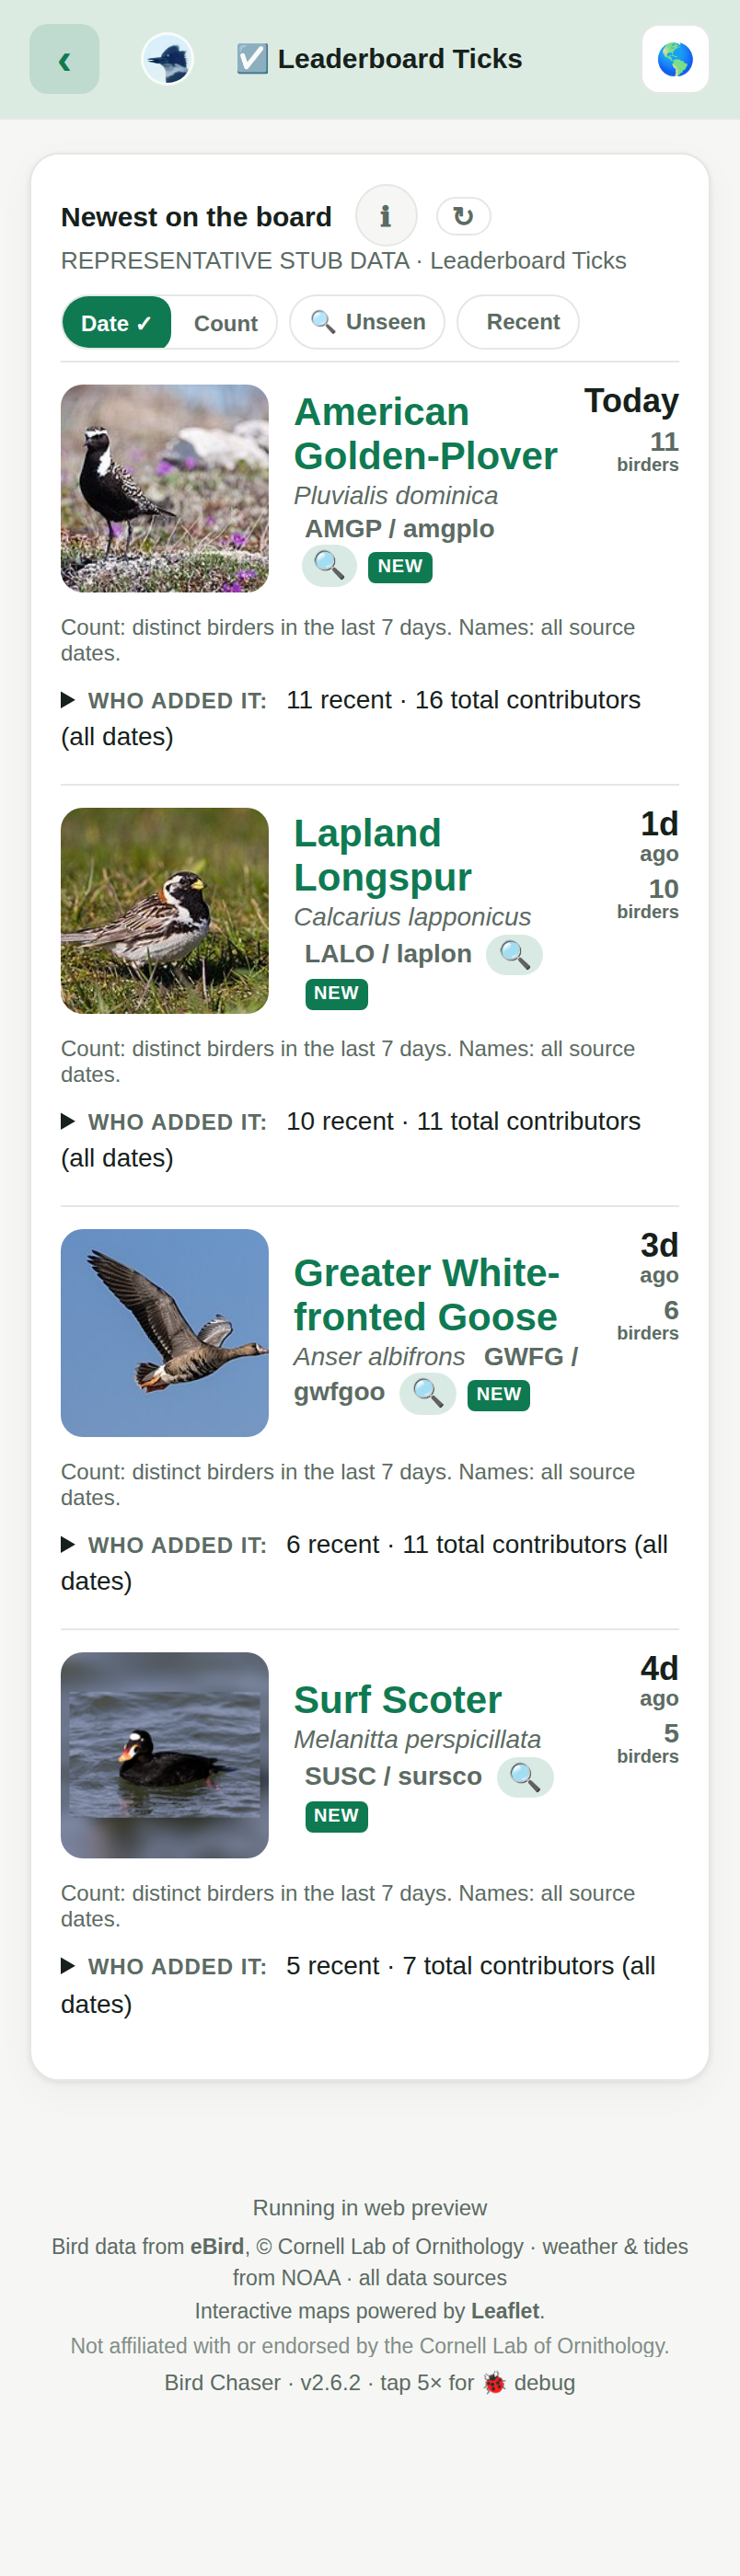 ‹ ☑️ Leaderboard Ticks 🌎
Newest on the board ℹ ↻
REPRESENTATIVE STUB DATA · Leaderboard Ticks
Date ✓ Count 🔍 Unseen Recent
American
Golden-Plover
Pluvialis dominica
AMGP / amgplo
🔍 NEW
Today
11
birders
Count: distinct birders in the last 7 days. Names: all source
dates.
▶ WHO ADDED IT: 11 recent · 16 total contributors
(all dates)
Lapland
Longspur
Calcarius lapponicus
LALO / laplon 🔍
NEW
1d
ago
10
birders
Count: distinct birders in the last 7 days. Names: all source
dates.
▶ WHO ADDED IT: 10 recent · 11 total contributors
(all dates)
Greater White-
fronted Goose
Anser albifrons GWFG /
gwfgoo 🔍 NEW
3d
ago
6
birders
Count: distinct birders in the last 7 days. Names: all source
dates.
▶ WHO ADDED IT: 6 recent · 11 total contributors (all
dates)
Surf Scoter
Melanitta perspicillata
SUSC / sursco 🔍
NEW
4d
ago
5
birders
Count: distinct birders in the last 7 days. Names: all source
dates.
▶ WHO ADDED IT: 5 recent · 7 total contributors (all
dates)
Running in web preview
Bird data from eBird, © Cornell Lab of Ornithology · weather & tides
from NOAA · all data sources
Interactive maps powered by Leaflet.
Not affiliated with or endorsed by the Cornell Lab of Ornithology.
Bird Chaser · v2.6.2 · tap 5× for 🐞 debug